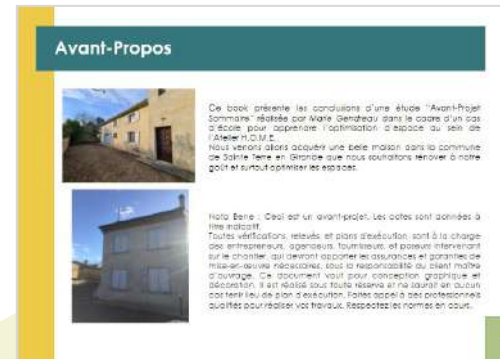 Avant-Propos
Ce book présente les conclusions d'une étude "Avant-Projet
Sommaire" réalisée par Marie Gendreau dans le cadre d'un cas
d'école pour apprendre l'optimisation d'espace au sein de
l'Atelier H.O.M.E.
Nous venons allons acquérir une belle maison dans la commune
de Sainte Terre en Gironde que nous souhaitons rénover à notre
goût et surtout optimiser les espaces.
Nota Bene : Ceci est un avant-projet. Les cotes sont données à
titre indicatif.
Toutes vérifications, relevés, et plans d'exécution, sont à la charge
des entrepreneurs, agenceurs, fournisseurs, et poseurs intervenant
sur le chantier, qui devront apporter les assurances et garanties de
mise-en-œuvre nécessaires, sous la responsabilité du client maître
d'ouvrage. Ce document vaut pour conception graphique et
décoration. Il est réalisé sous toute réserve et ne saurait en aucun
cas tenir lieu de plan d'exécution. Faites appel à des professionnels
qualifiés pour réaliser vos travaux. Respectez les normes en cours.